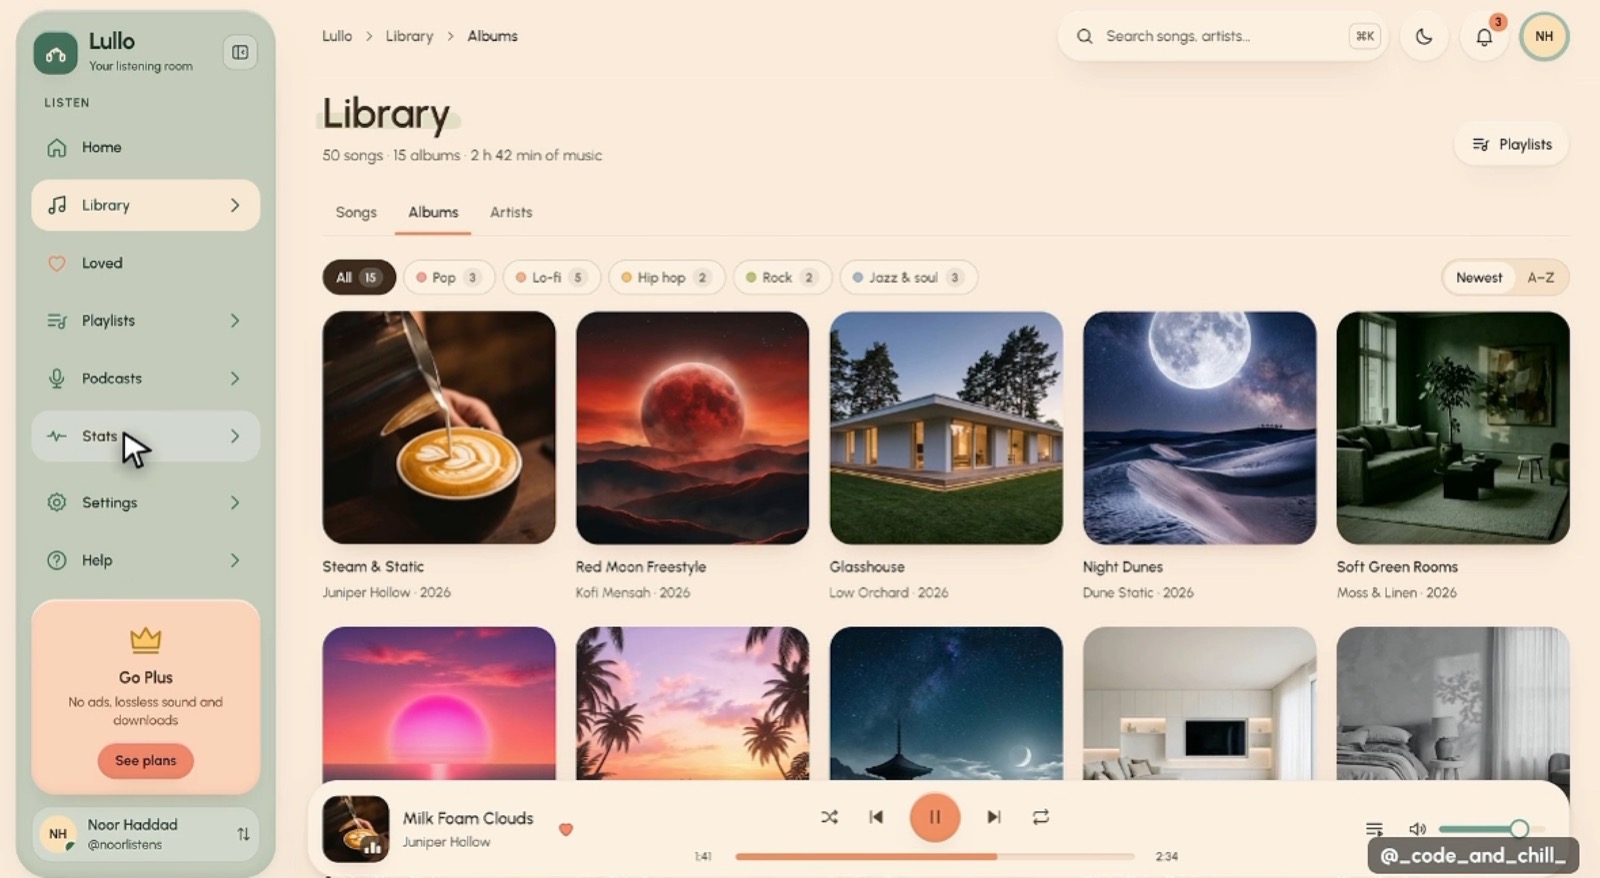 Lullo
Your listening room
LISTEN
Home
Library
Loved
Playlists
Podcasts
Stats
Settings
Help
Go Plus
No ads, lossless sound and
downloads
See plans
NH
Noor Haddad
@noorlistens
Lullo > Library > Albums
Search songs, artists...
⌘K
3
NH
Library
50 songs · 15 albums · 2 h 42 min of music
Playlists
Songs
Albums
Artists
All 15
Pop 3
Lo-fi 5
Hip hop 2
Rock 2
Jazz & soul 3
Newest
A–Z
Steam & Static
Juniper Hollow · 2026
Red Moon Freestyle
Kofi Mensah · 2026
Glasshouse
Low Orchard · 2026
Night Dunes
Dune Static · 2026
Soft Green Rooms
Moss & Linen · 2026
Milk Foam Clouds
Juniper Hollow
1:41
2:34
@_code_and_chill_